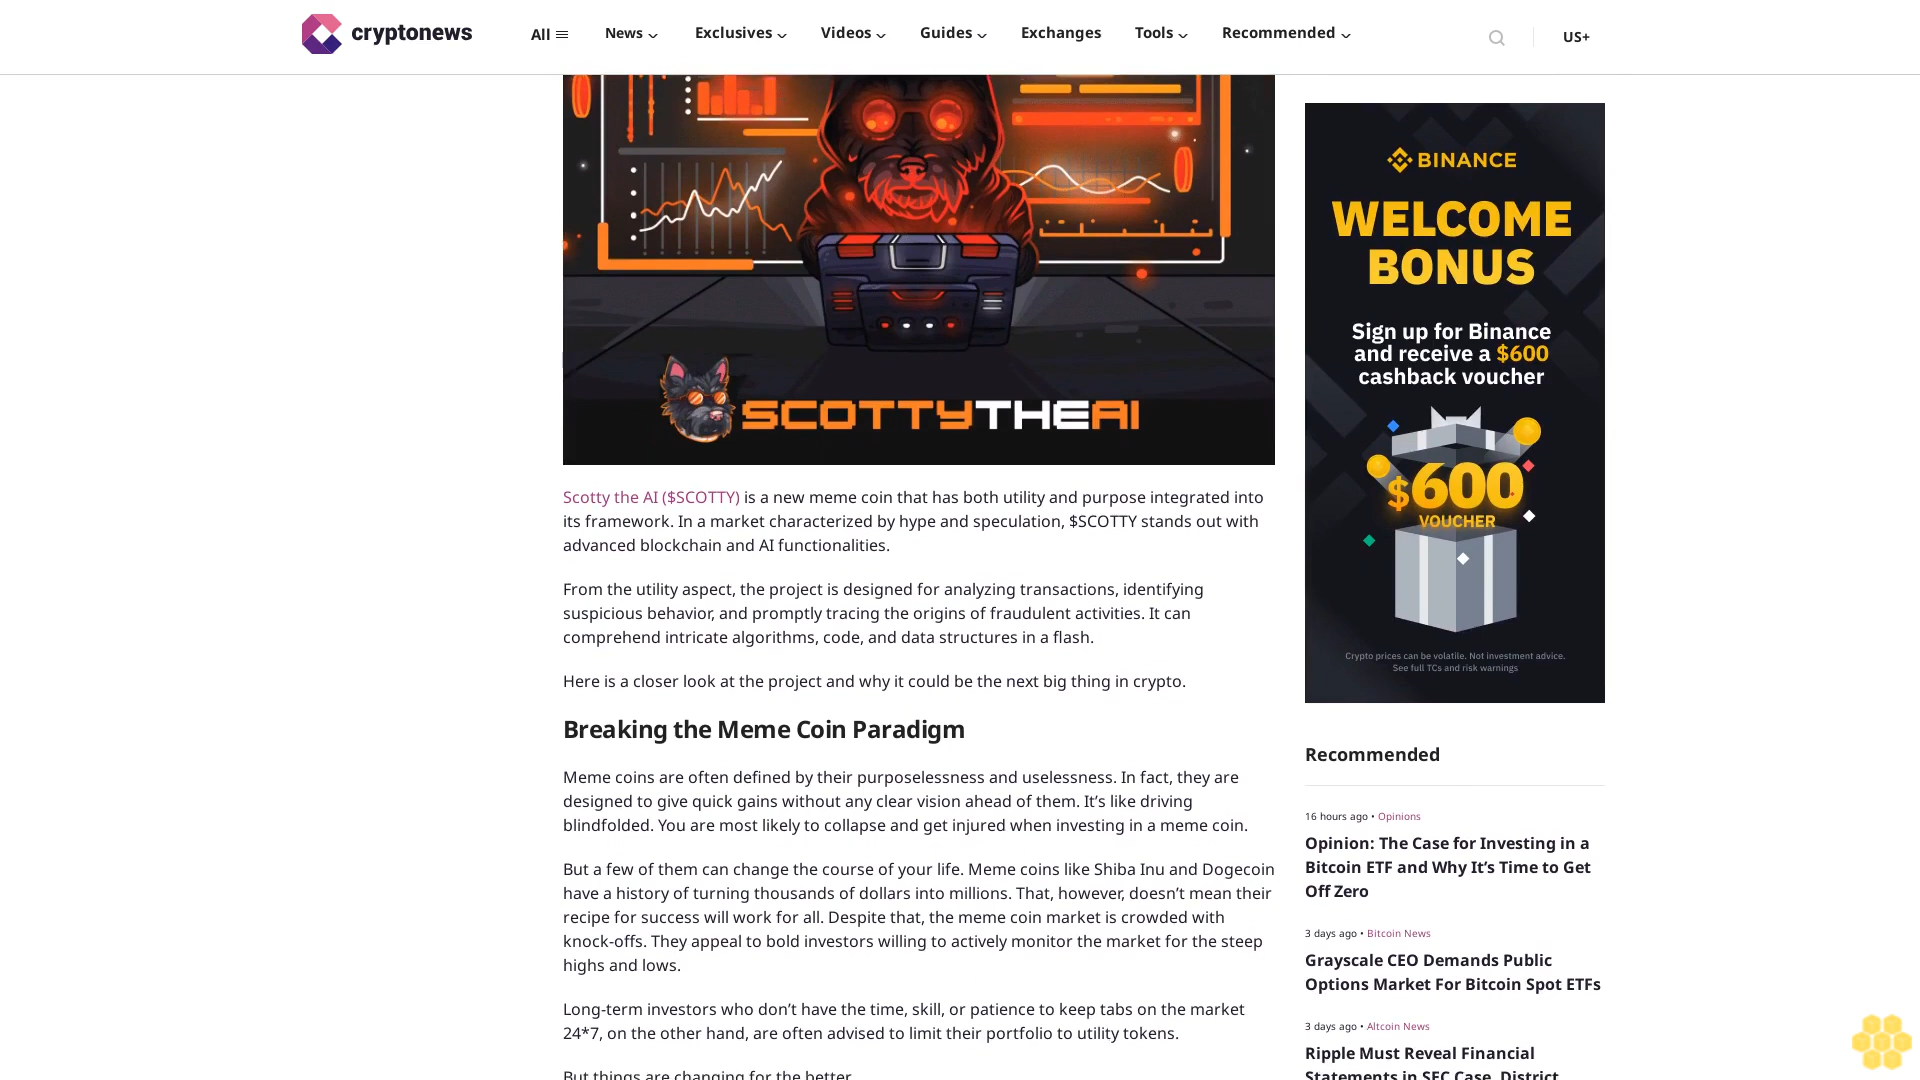 cryptonews
All
News
Exclusives
Videos
Guides
Exchanges
Tools
Recommended
US+
SCOTTYTHEAI
Scotty the AI ($SCOTTY) is a new meme coin that has both utility and purpose integrated into
its framework. In a market characterized by hype and speculation, $SCOTTY stands out with
advanced blockchain and AI functionalities.
From the utility aspect, the project is designed for analyzing transactions, identifying
suspicious behavior, and promptly tracing the origins of fraudulent activities. It can
comprehend intricate algorithms, code, and data structures in a flash.
Here is a closer look at the project and why it could be the next big thing in crypto.
Breaking the Meme Coin Paradigm
Meme coins are often defined by their purposelessness and uselessness. In fact, they are
designed to give quick gains without any clear vision ahead of them. It’s like driving
blindfolded. You are most likely to collapse and get injured when investing in a meme coin.
But a few of them can change the course of your life. Meme coins like Shiba Inu and Dogecoin
have a history of turning thousands of dollars into millions. That, however, doesn’t mean their
recipe for success will work for all. Despite that, the meme coin market is crowded with
knock-offs. They appeal to bold investors willing to actively monitor the market for the steep
highs and lows.
Long-term investors who don’t have the time, skill, or patience to keep tabs on the market
24*7, on the other hand, are often advised to limit their portfolio to utility tokens.
But things are changing for the better.
BINANCE
WELCOME
BONUS
Sign up for Binance
and receive a $600
cashback voucher
$600
VOUCHER
Crypto prices can be volatile. Not investment advice.
See full TCs and risk warnings
Recommended
16 hours ago • Opinions
Opinion: The Case for Investing in a
Bitcoin ETF and Why It’s Time to Get
Off Zero
3 days ago • Bitcoin News
Grayscale CEO Demands Public
Options Market For Bitcoin Spot ETFs
3 days ago • Altcoin News
Ripple Must Reveal Financial
Statements in SEC Case, District